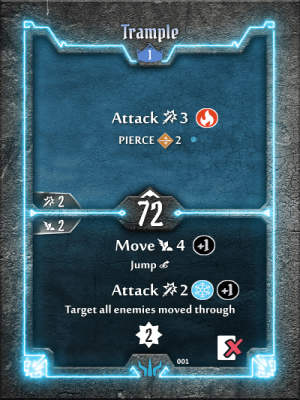 Trample
1
Attack 3
PIERCE 2
2
72
2
Move 4 +1
Jump
Attack 2 +1
Target all enemies moved through
2
001